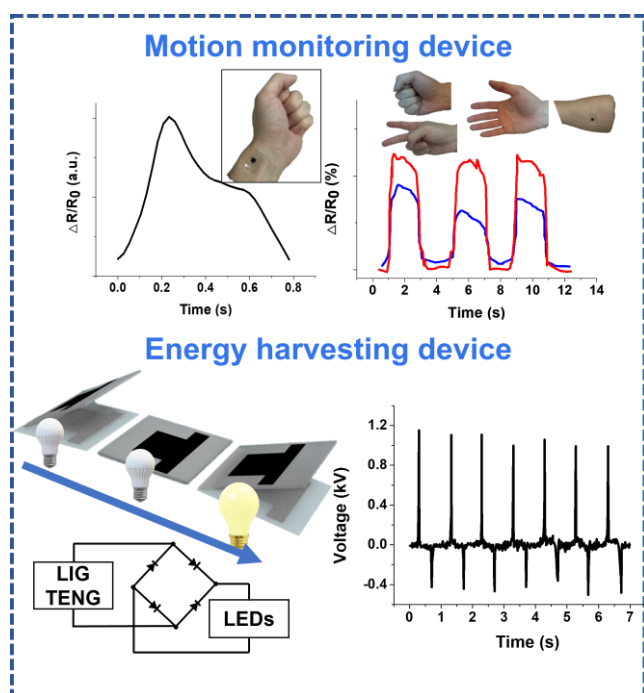 Motion monitoring device
△R/R0 (a.u.)
0.0 0.2 0.4 0.6 0.8
Time (s)
△R/R0 (%)
0 2 4 6 8 10 12 14
Time (s)
Energy harvesting device
LIG
TENG
LEDs
Voltage (kV)
1.2
0.8
0.4
0.0
-0.4
0 1 2 3 4 5 6 7
Time (s)